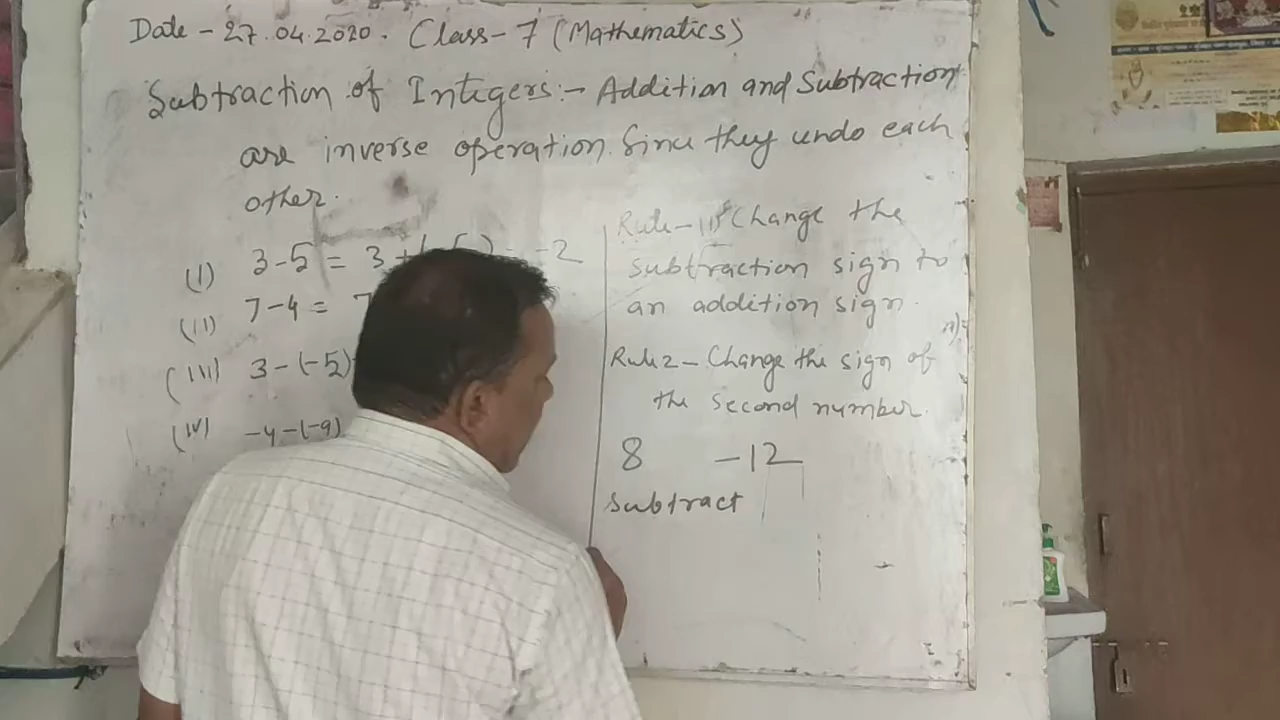 Date - 27.04.2020. Class - 7 (Mathematics)
Subtraction of Intigers :- Addition and Subtraction
are inverse operation. Since they undo each
other.
(I) 3-5 = 3 + -2
(II) 7-4 = 7
(III) 3-(-5)
(IV) -4-(-9)
Rule - Change the
subtraction sign to
an addition sign.
Rule 2 - Change the sign of
the second number.
8 -12
Subtract